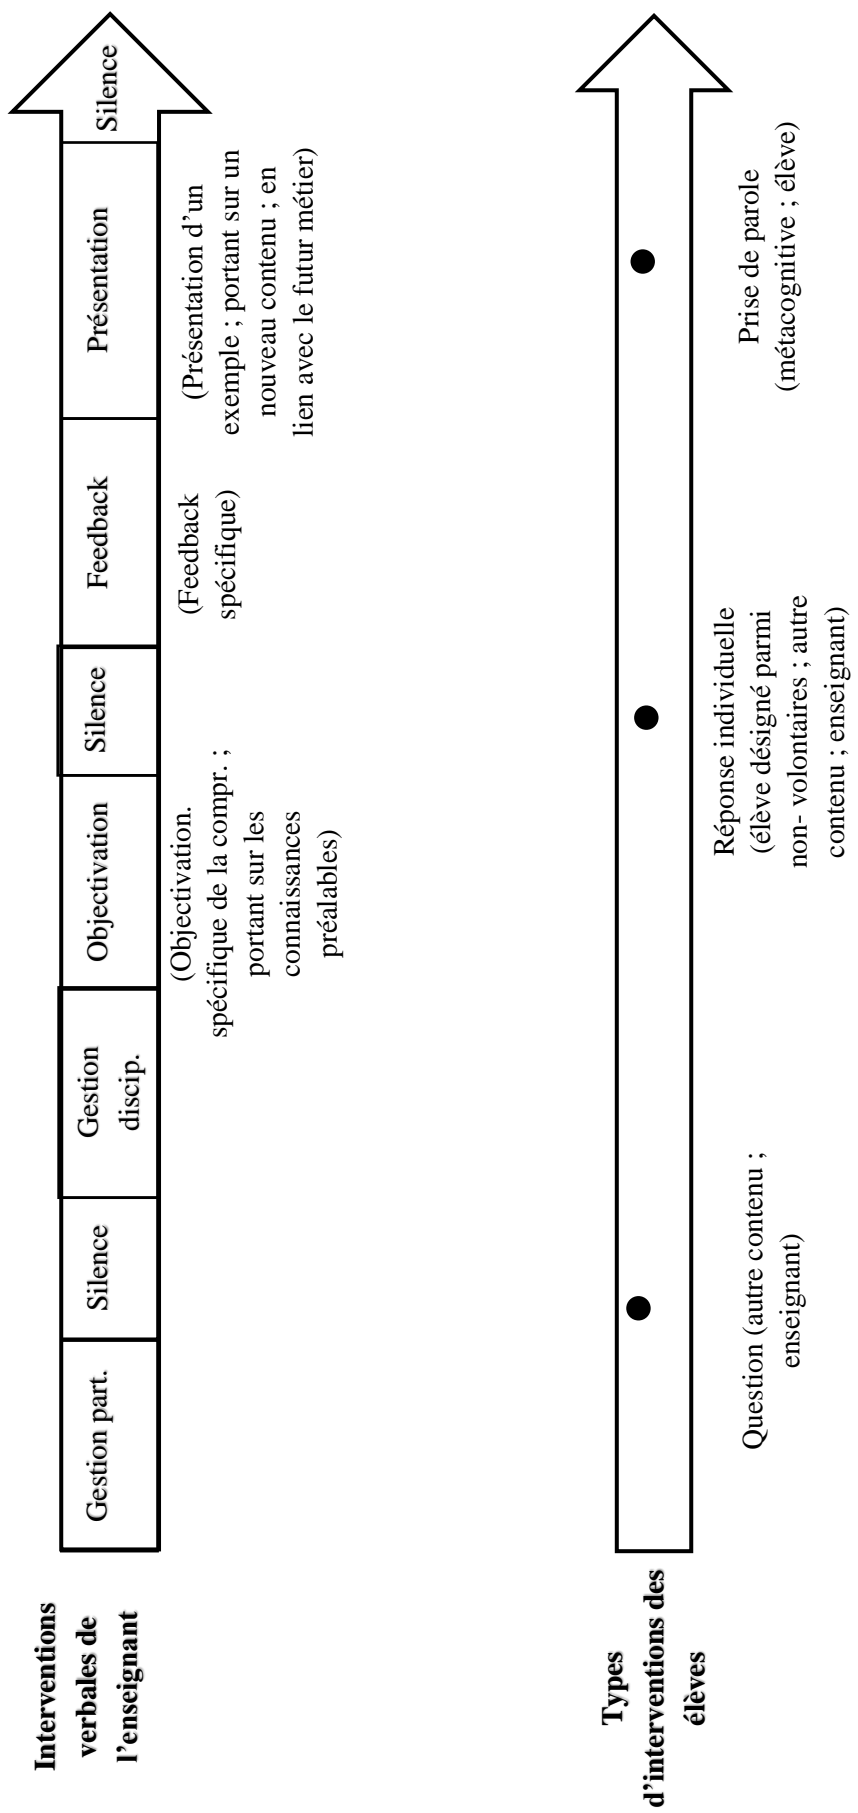 Interventions
verbales de
l'enseignant
Gestion part.
Silence
Gestion
discip.
Objectivation
Silence
Feedback
Présentation
Silence
(Objectivation.
spécifique de la compr. ;
portant sur les
connaissances
préalables)
(Feedback
spécifique)
(Présentation d'un
exemple ; portant sur un
nouveau contenu ; en
lien avec le futur métier)
Types
d'interventions des
élèves
Question (autre contenu ;
enseignant)
Réponse individuelle
(élève désigné parmi
non- volontaires ; autre
contenu ; enseignant)
Prise de parole
(métacognitive ; élève)